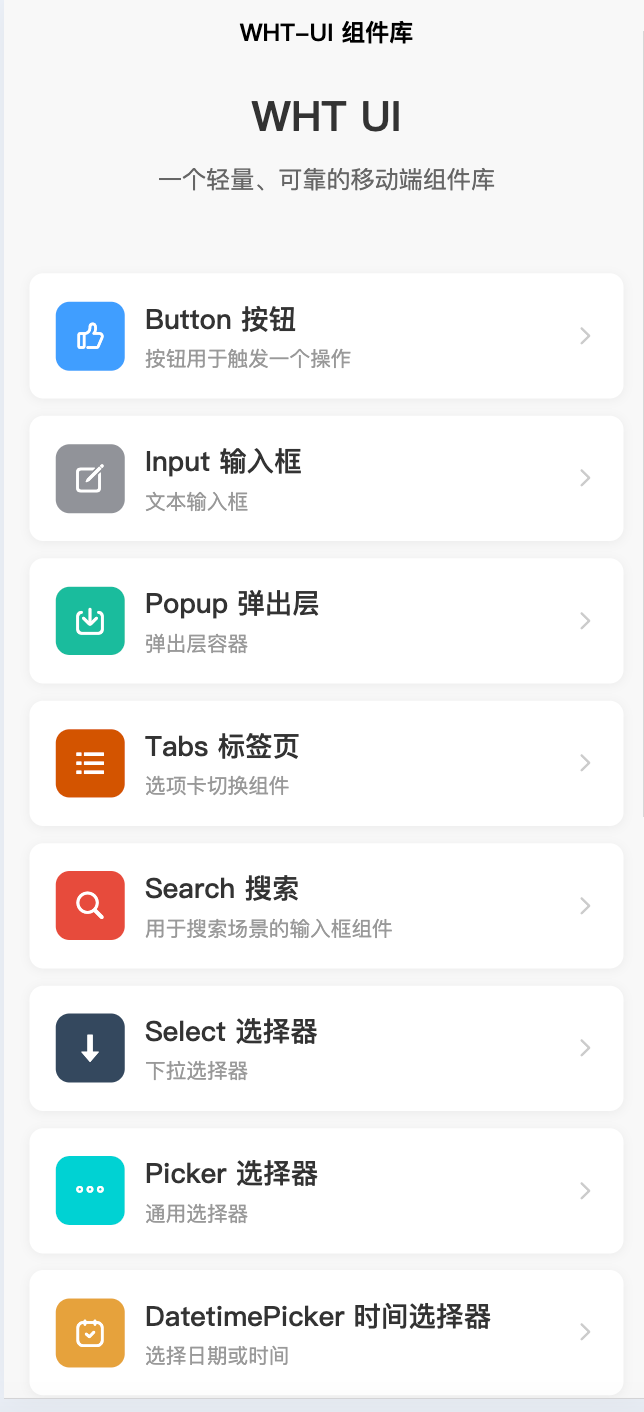 WHT-UI 组件库
WHT UI
一个轻量、可靠的移动端组件库
Button 按钮
按钮用于触发一个操作
Input 输入框
文本输入框
Popup 弹出层
弹出层容器
Tabs 标签页
选项卡切换组件
Search 搜索
用于搜索场景的输入框组件
Select 选择器
下拉选择器
Picker 选择器
通用选择器
DatetimePicker 时间选择器
选择日期或时间